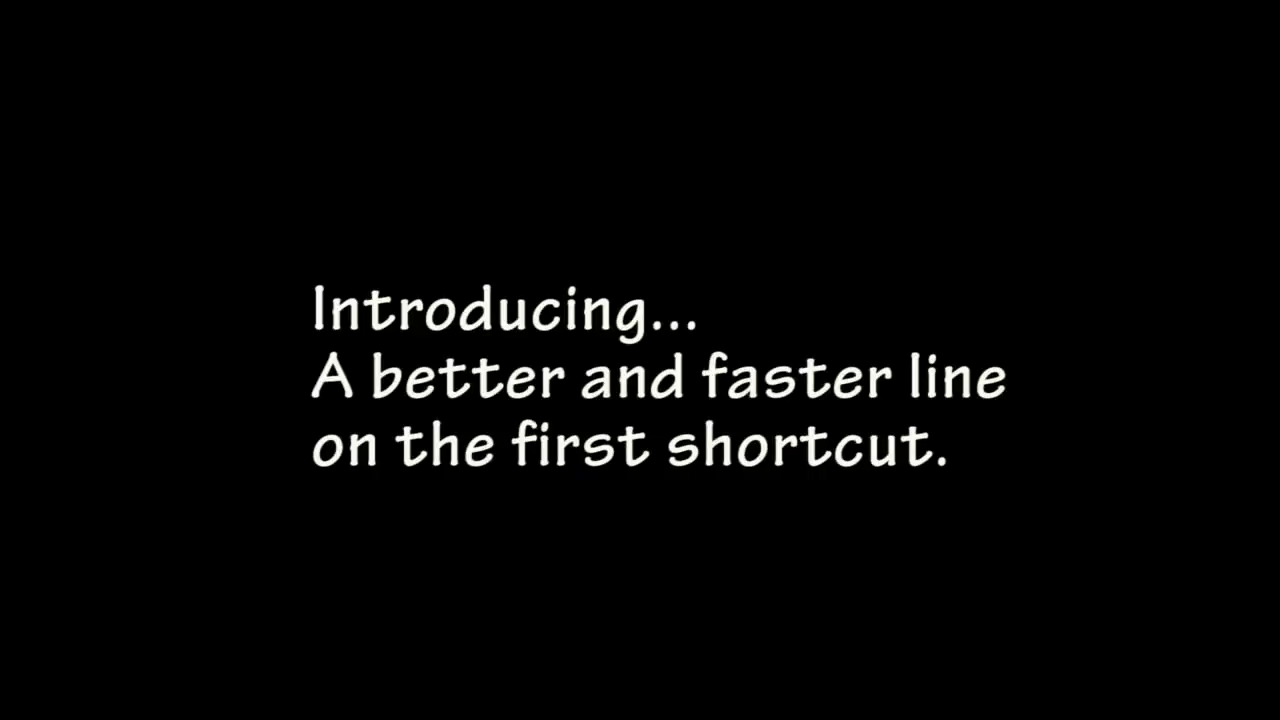 Introducing...
A better and faster line
on the first shortcut.